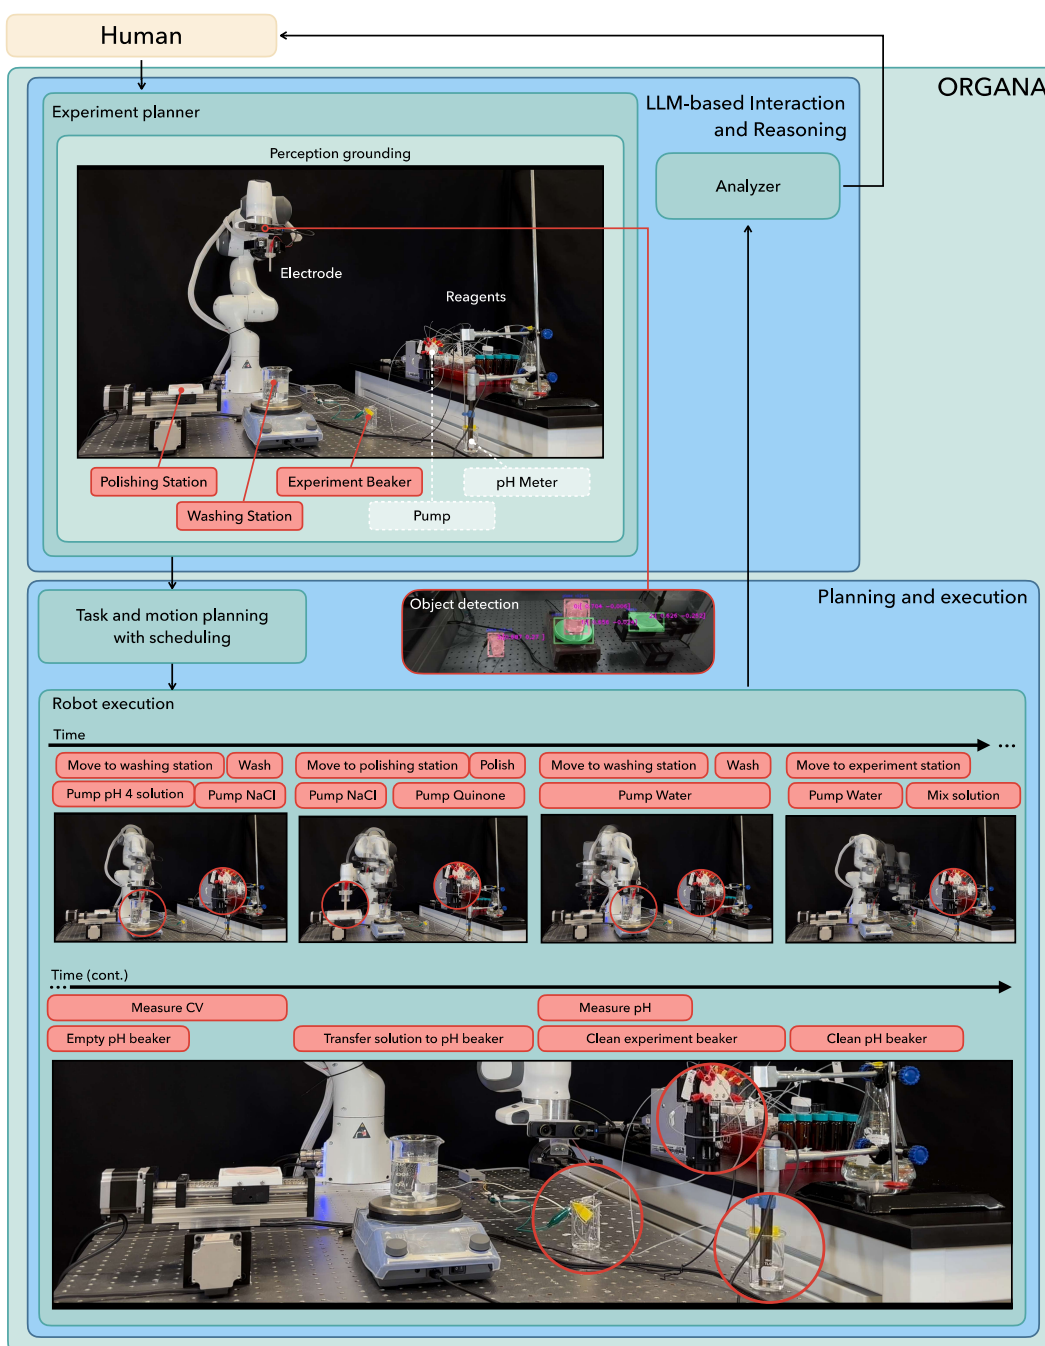 Human
ORGANA
LLM-based Interaction
and Reasoning
Experiment planner
Perception grounding
Analyzer
Electrode
Reagents
Polishing Station
Experiment Beaker
pH Meter
Washing Station
Pump
Planning and execution
Task and motion planning
with scheduling
Object detection
Robot execution
Time
...
Move to washing station
Wash
Move to polishing station
Polish
Move to washing station
Wash
Move to experiment station
Pump pH 4 solution
Pump NaCl
Pump NaCl
Pump Quinone
Pump Water
Pump Water
Mix solution
Time (cont.)
...
Measure CV
Measure pH
Empty pH beaker
Transfer solution to pH beaker
Clean experiment beaker
Clean pH beaker